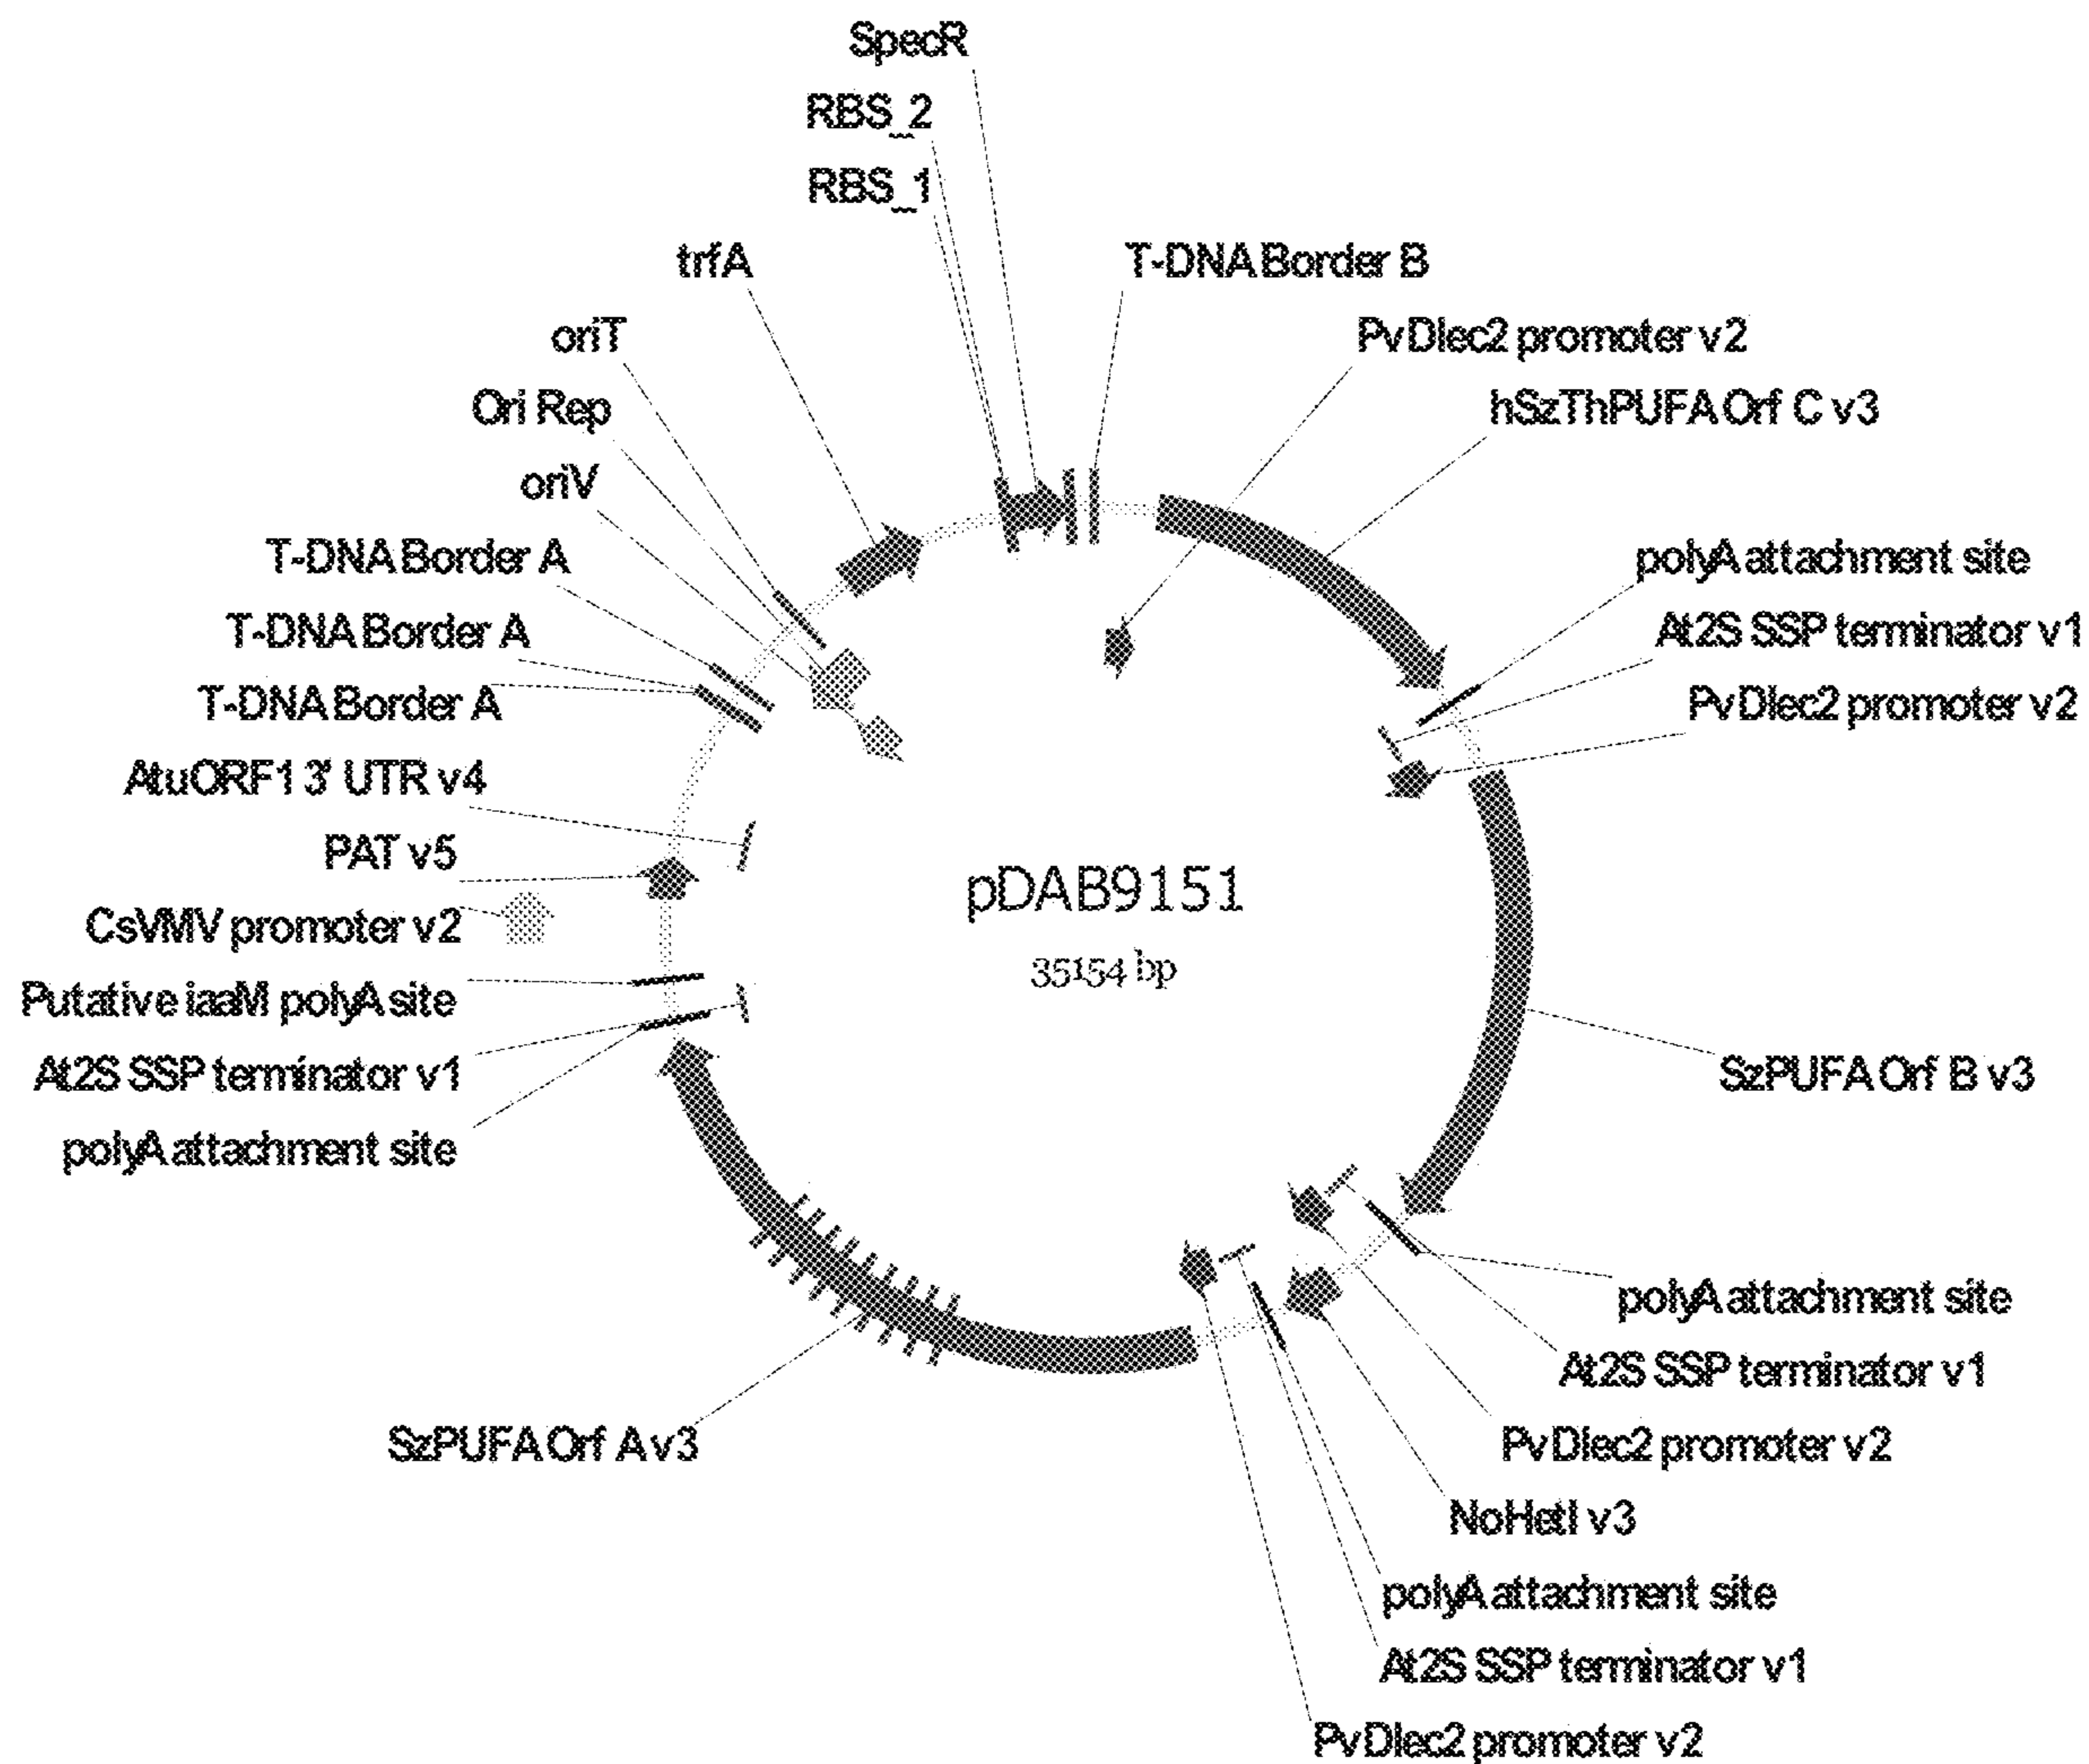 SpecR
RBS_2
RBS_1
trfA
T-DNA Border B
oriT
PvDlec2 promoter v2
Ori Rep
hSzThPUFA Orf C v3
oriV
T-DNA Border A
polyA attachment site
T-DNA Border A
At2S SSP terminator v1
T-DNA Border A
PvDlec2 promoter v2
AtuORF1 3' UTR v4
PAT v5
pDAB9151
CsVMV promoter v2
35154 bp
Putative iaaM polyA site
At2S SSP terminator v1
SzPUFA Orf B v3
polyA attachment site
polyA attachment site
At2S SSP terminator v1
SzPUFA Orf A v3
PvDlec2 promoter v2
NoHetI v3
polyA attachment site
At2S SSP terminator v1
PvDlec2 promoter v2